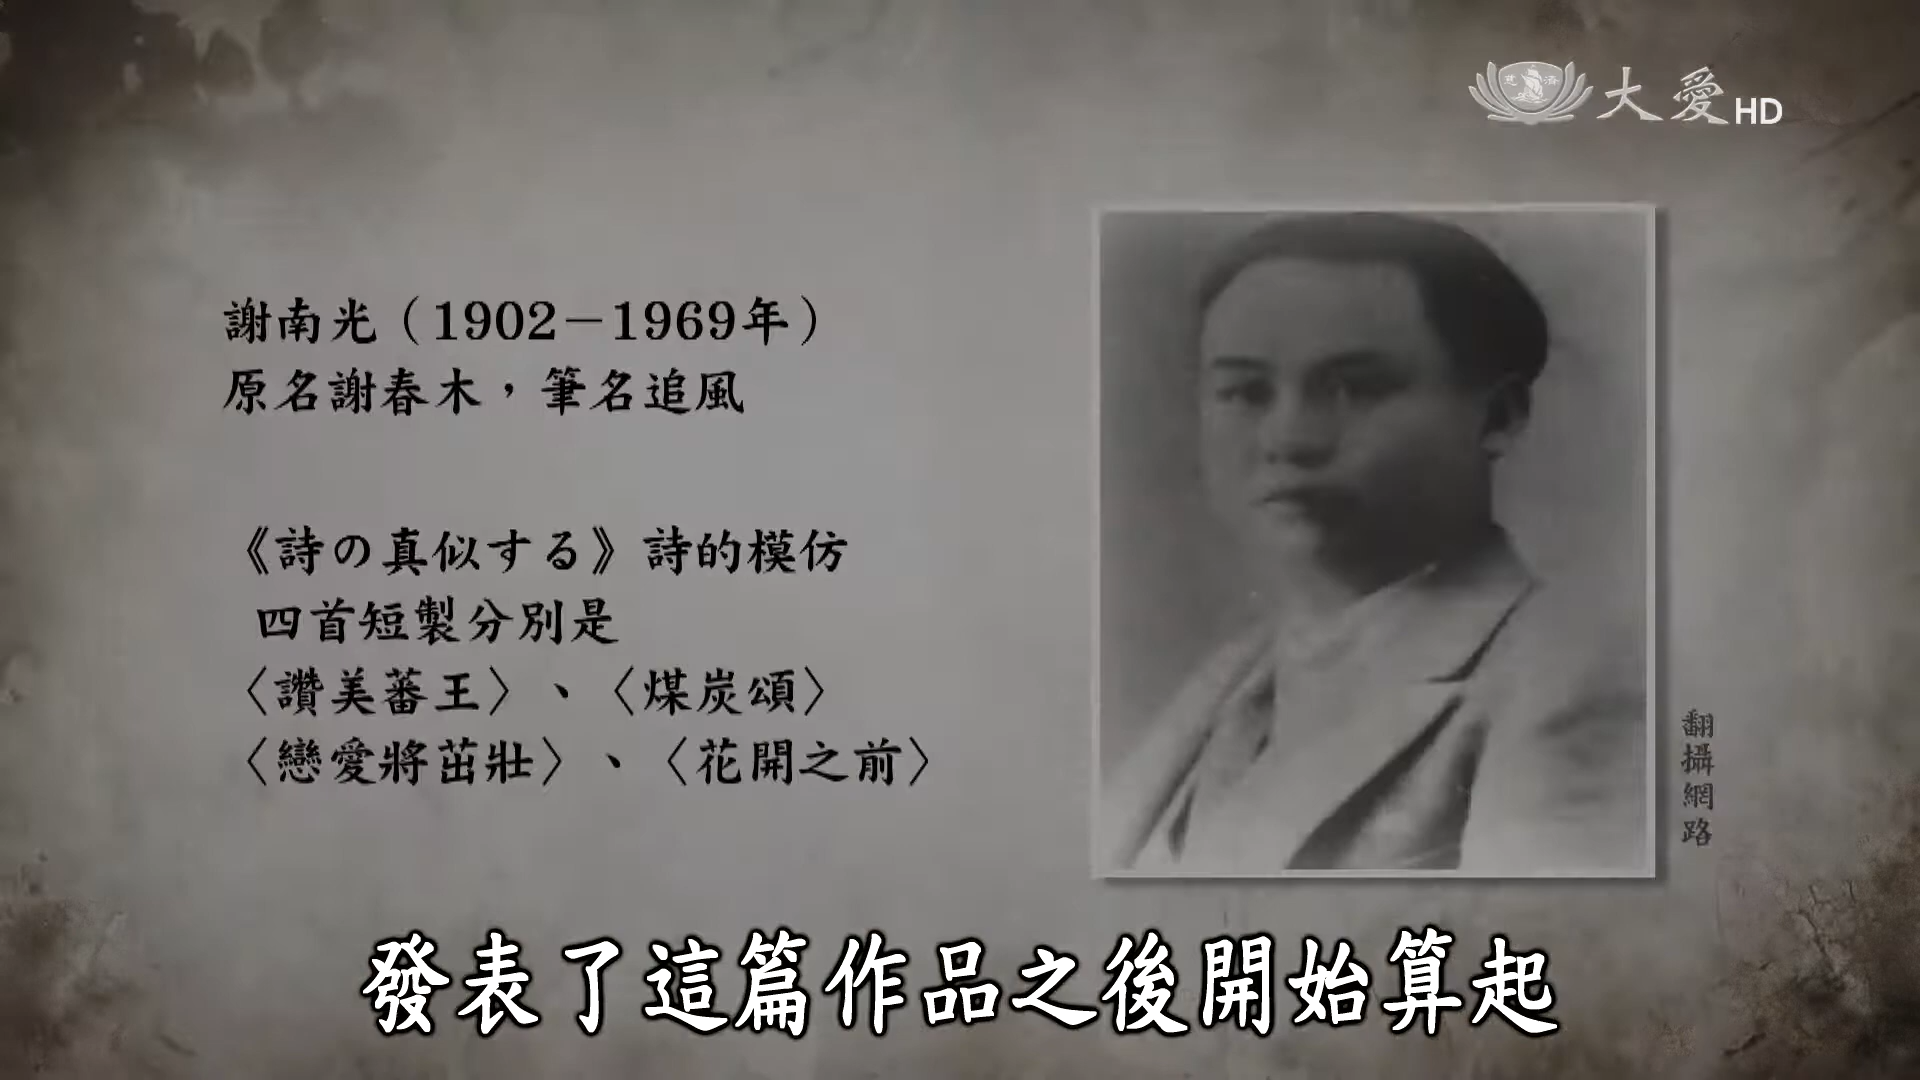 大愛HD
謝南光（1902－1969年）
原名謝春木，筆名追風
《詩の真似する》詩的模仿
四首短製分別是
〈讚美蕃王〉、〈煤炭頌〉
〈戀愛將茁壯〉、〈花開之前〉
翻攝網路
發表了這篇作品之後開始算起